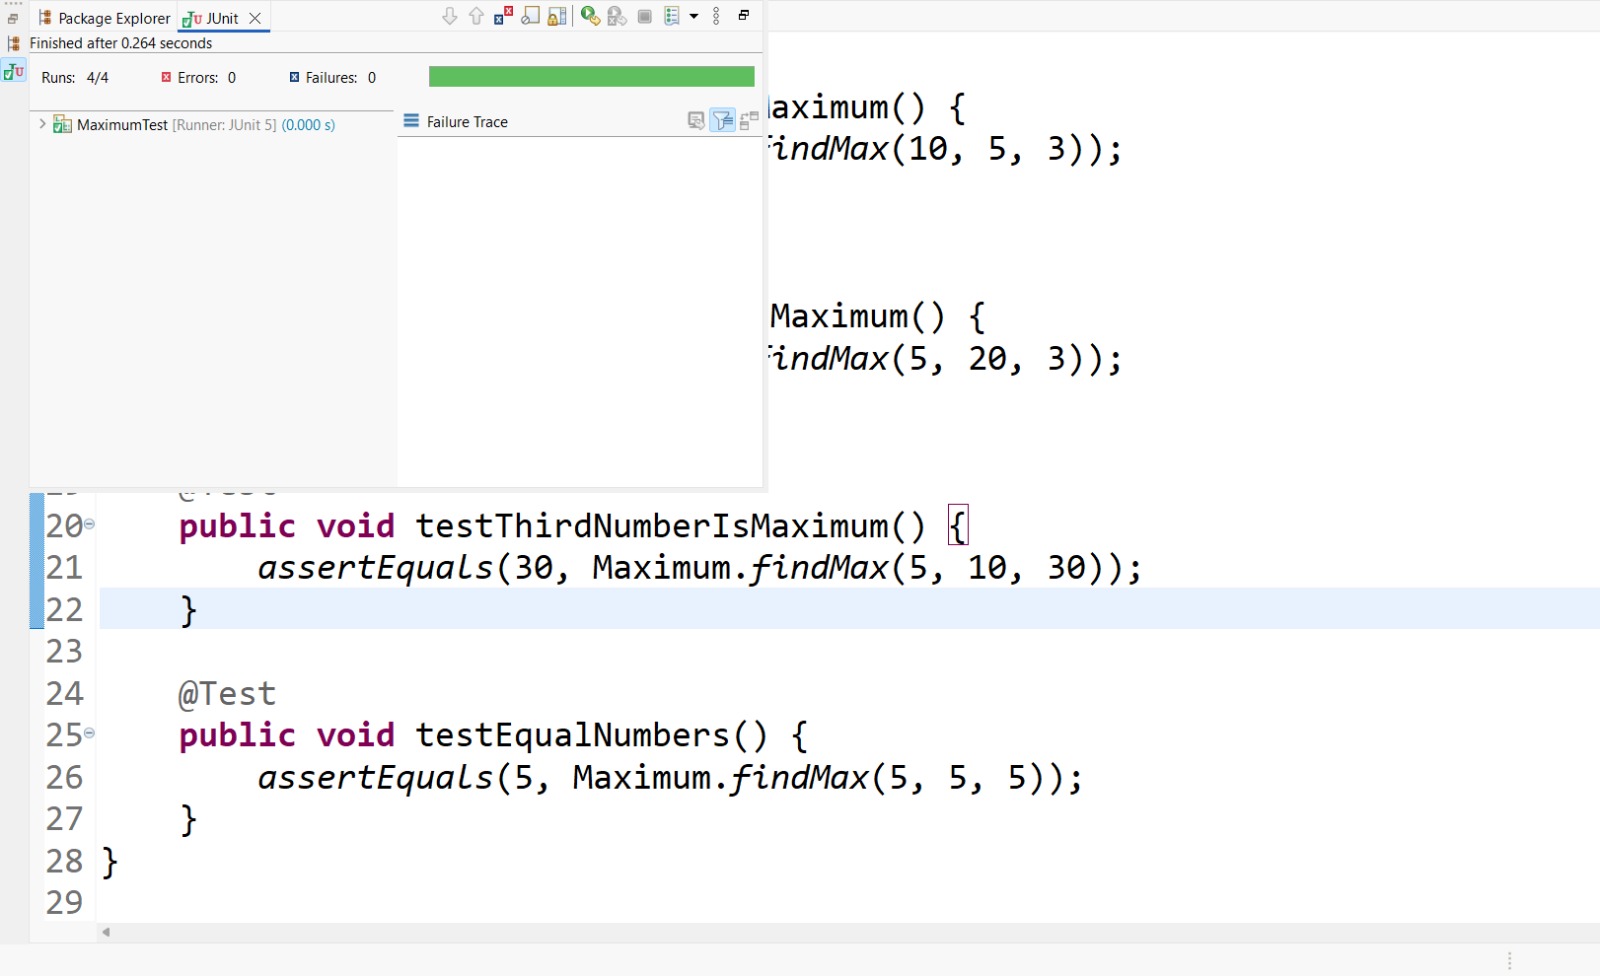 Package Explorer JUnit
Finished after 0.264 seconds
Runs: 4/4 Errors: 0 Failures: 0
MaximumTest [Runner: JUnit 5] (0.000 s)
Failure Trace
aximum() {
indMax(10, 5, 3));
Maximum() {
indMax(5, 20, 3));
20 public void testThirdNumberIsMaximum() {
21 assertEquals(30, Maximum.findMax(5, 10, 30));
22 }
23
24 @Test
25 public void testEqualNumbers() {
26 assertEquals(5, Maximum.findMax(5, 5, 5));
27 }
28 }
29